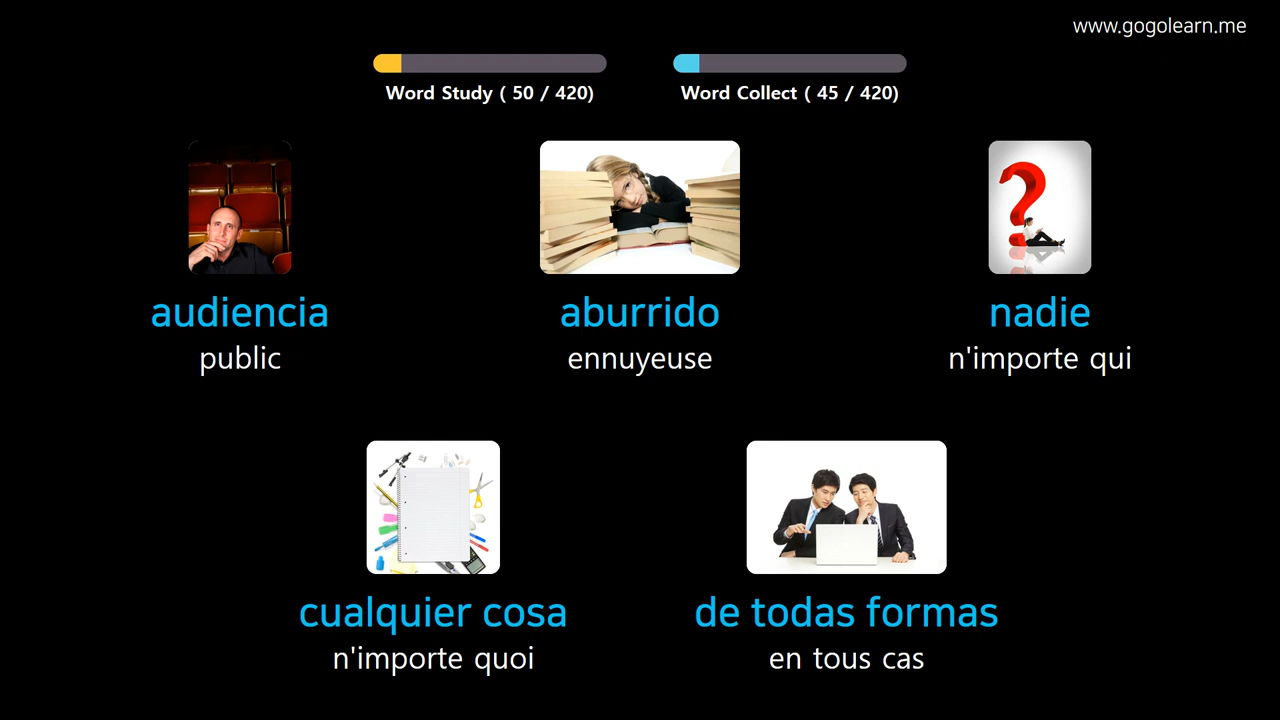 www.gogolearn.me
Word Study ( 50 / 420)
Word Collect ( 45 / 420)
audiencia
public
aburrido
ennuyeuse
nadie
n'importe qui
cualquier cosa
n'importe quoi
de todas formas
en tous cas